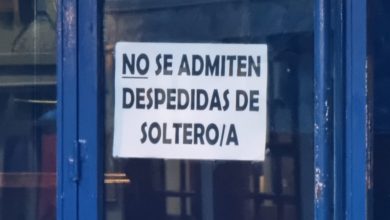 NO SE ADMITEN
DESPEDIDAS DE
SOLTERO/A